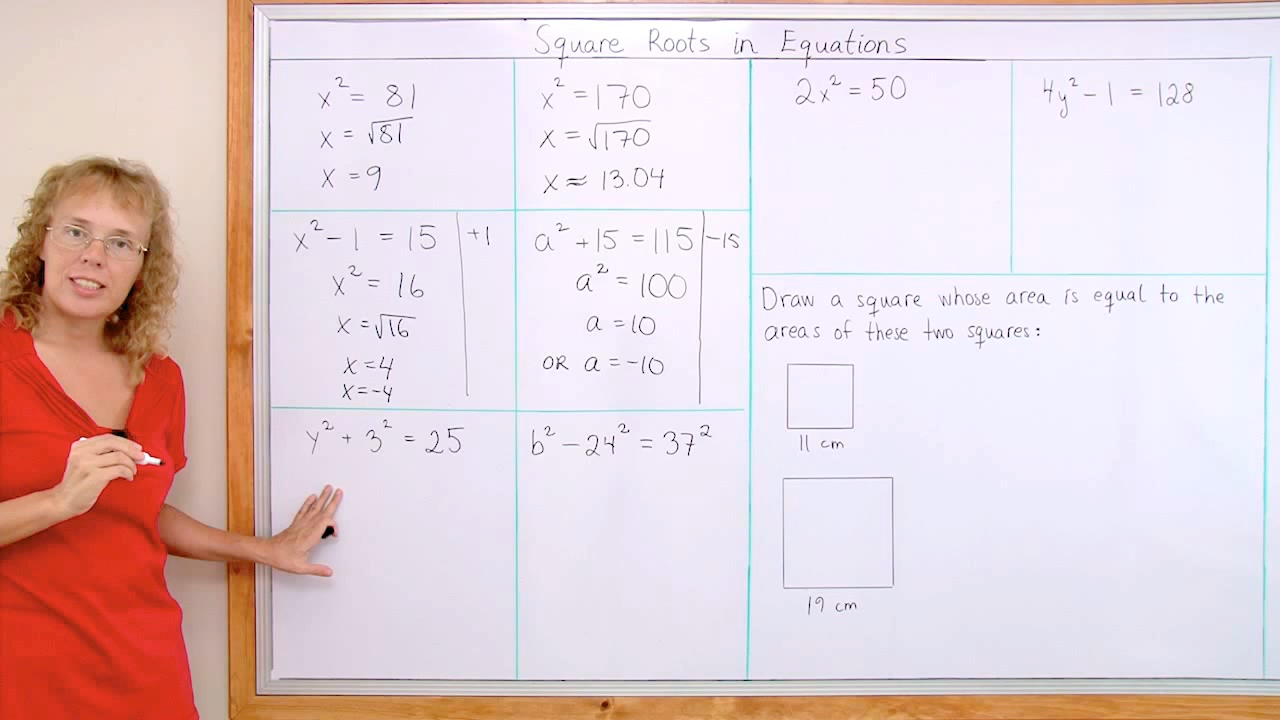 Square Roots in Equations
x² = 81
x = √81
x = 9
x² = 170
x = √170
x ≈ 13.04
x² - 1 = 15 | +1
x² = 16
x = √16
x = 4
x = -4
a² + 15 = 115 | -15
a² = 100
a = 10
OR a = -10
y² + 3² = 25
b² - 24² = 37²
2x² = 50
4y² - 1 = 128
Draw a square whose area is equal to the
areas of these two squares:
11 cm
19 cm